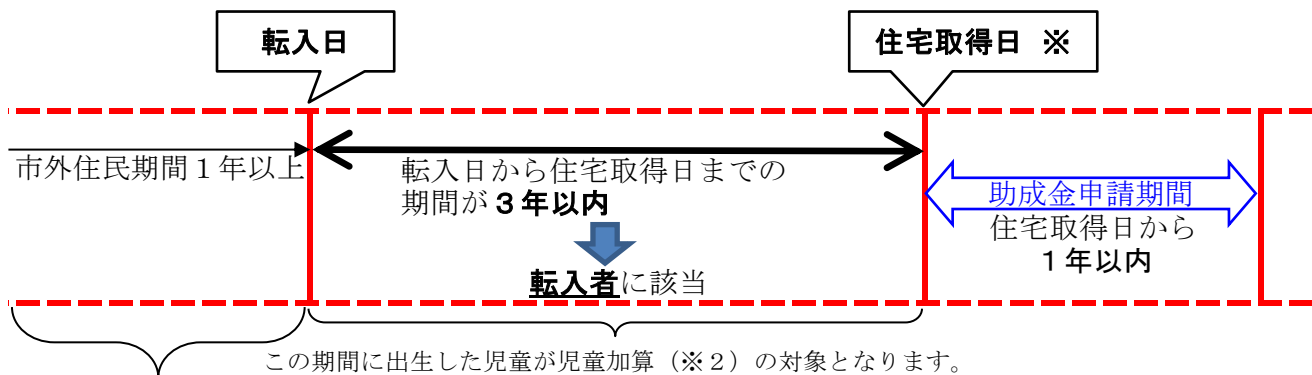 転入日
住宅取得日 ※
市外住民期間１年以上
転入日から住宅取得日までの
期間が３年以内
転入者に該当
助成金申請期間
住宅取得日から
１年以内
この期間に出生した児童が児童加算（※２）の対象となります。